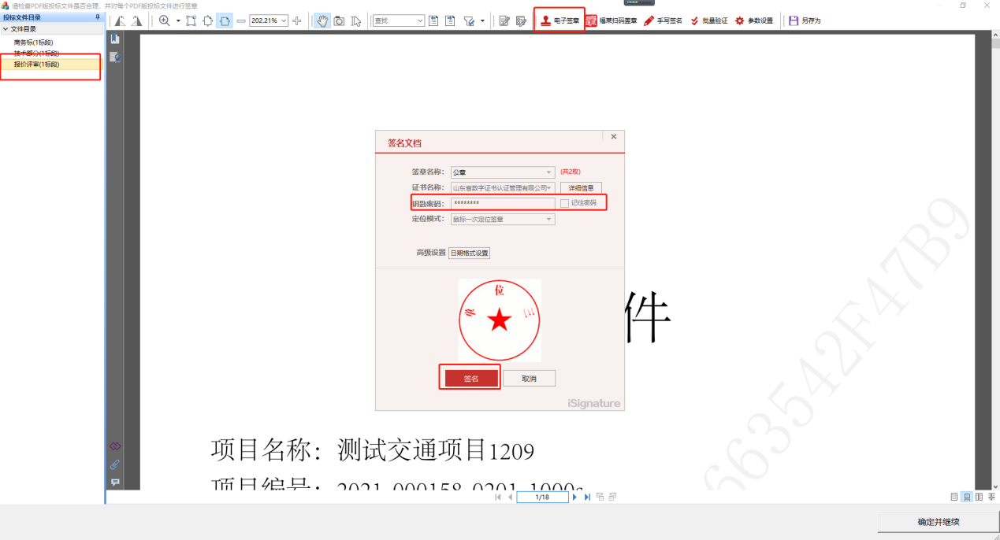 请检查PDF版投标文件是否合理，并对每个PDF版投标文件进行签章
投标文件目录
文件目录
商务标(1标段)
技术部分(1标段)
报价评审(1标段)
202.21%
查找
电子签章
福莱扫码盖章
手写签名
批量验证
参数设置
另存为
签名文档
签章名称：
公章
(共2枚)
证书名称：
山东省数字证书认证管理有限公司
详细信息
钥匙密码：
********
记住密码
定位模式：
鼠标一次定位签章
高级设置
日期格式设置
单位
签名
取消
iSignature
件
663542F47B9
项目名称：测试交通项目1209
项目编号：2021-000158-0201-1000s
1/18
确定并继续